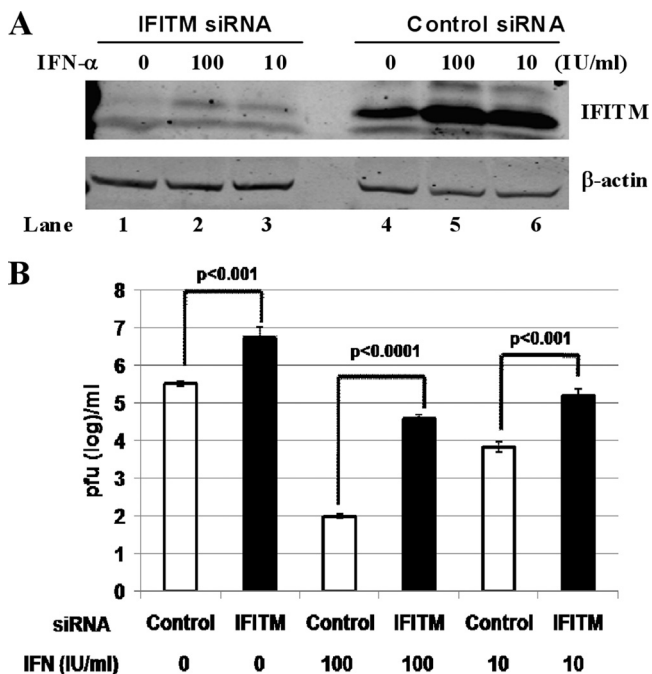 A
IFITM siRNA Control siRNA
IFN-α 0 100 10 0 100 10 (IU/ml)
IFITM
β-actin
Lane 1 2 3 4 5 6
B
p<0.001
p<0.0001
p<0.001
8
7
6
5
4
3
2
1
0
pfu (log)/ml
siRNA Control IFITM Control IFITM Control IFITM
IFN (IU/ml) 0 0 100 100 10 10